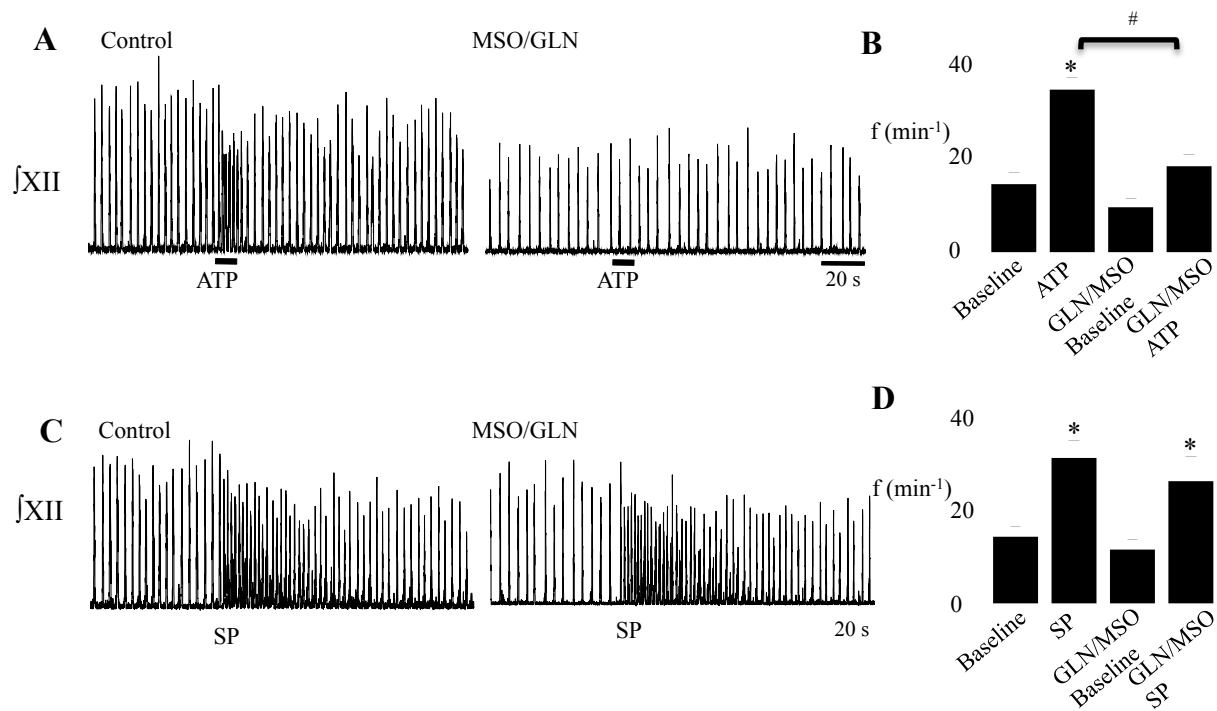 A
Control
MSO/GLN
∫XII
ATP
ATP
20 s
B
#
40
*
f (min-1)
20
0
Baseline
ATP
GLN/MSO
Baseline
GLN/MSO
ATP
C
Control
MSO/GLN
∫XII
SP
SP
20 s
D
40
*
*
f (min-1)
20
0
Baseline
SP
GLN/MSO
Baseline
GLN/MSO
SP